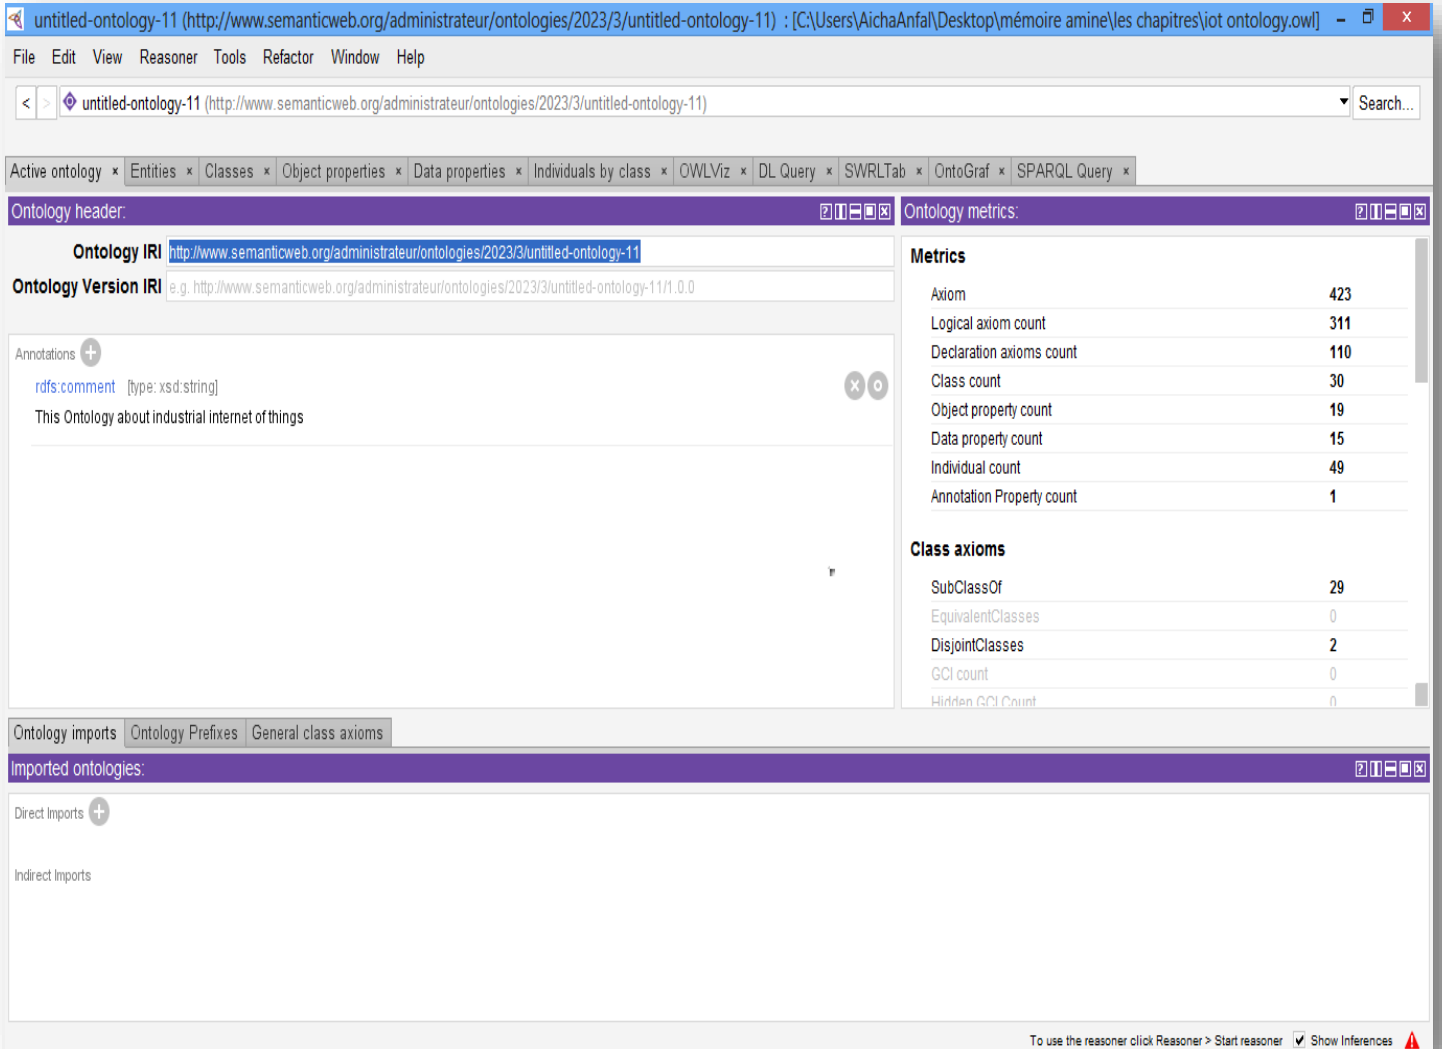 untitled-ontology-11 (http://www.semanticweb.org/administrateur/ontologies/2023/3/untitled-ontology-11) : [C:\Users\AichaAnfal\Desktop\mémoire amine\les chapitres\iot ontology.owl]
File Edit View Reasoner Tools Refactor Window Help
< > untitled-ontology-11 (http://www.semanticweb.org/administrateur/ontologies/2023/3/untitled-ontology-11) Search...
Active ontology × Entities × Classes × Object properties × Data properties × Individuals by class × OWLViz × DL Query × SWRLTab × OntoGraf × SPARQL Query ×
Ontology header:
Ontology IRI http://www.semanticweb.org/administrateur/ontologies/2023/3/untitled-ontology-11
Ontology Version IRI e.g. http://www.semanticweb.org/administrateur/ontologies/2023/3/untitled-ontology-11/1.0.0
Annotations
rdfs:comment [type: xsd:string]
This Ontology about industrial internet of things
Ontology metrics:
Metrics
Axiom 423
Logical axiom count 311
Declaration axioms count 110
Class count 30
Object property count 19
Data property count 15
Individual count 49
Annotation Property count 1
Class axioms
SubClassOf 29
EquivalentClasses 0
DisjointClasses 2
GCI count 0
Hidden GCI Count 0
Ontology imports Ontology Prefixes General class axioms
Imported ontologies:
Direct Imports
Indirect Imports
To use the reasoner click Reasoner > Start reasoner Show Inferences